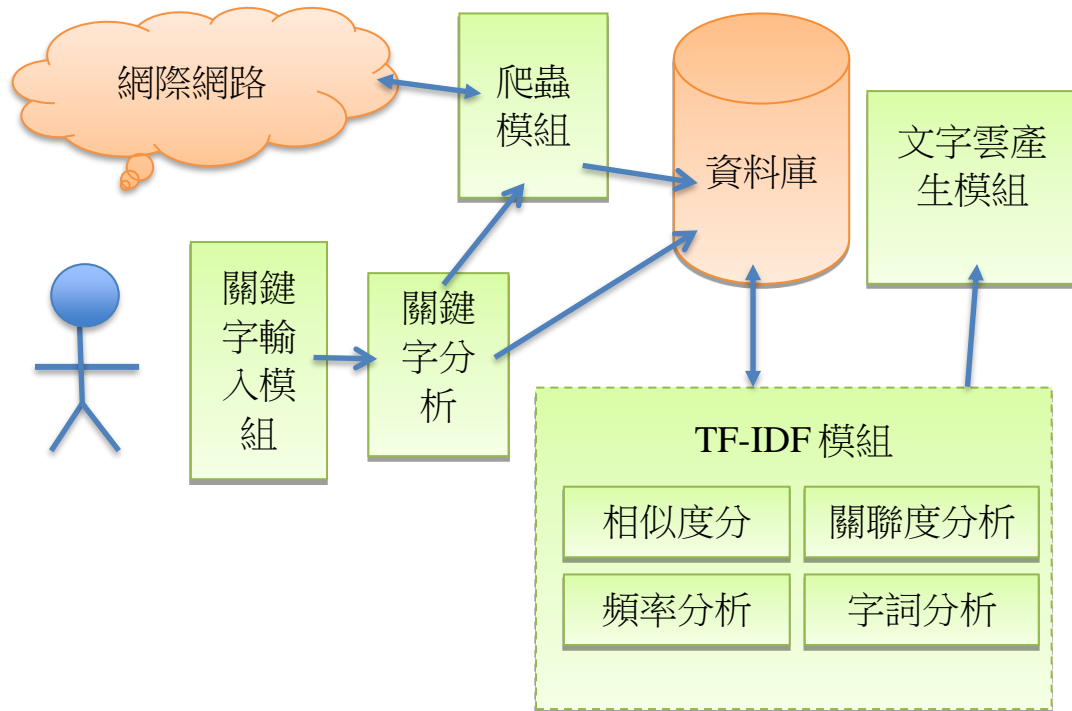 網際網路
爬蟲
模組
資料庫
文字雲產
生模組
關鍵
字輸
入模
組
關鍵
字分
析
TF-IDF 模組
相似度分
關聯度分析
頻率分析
字詞分析